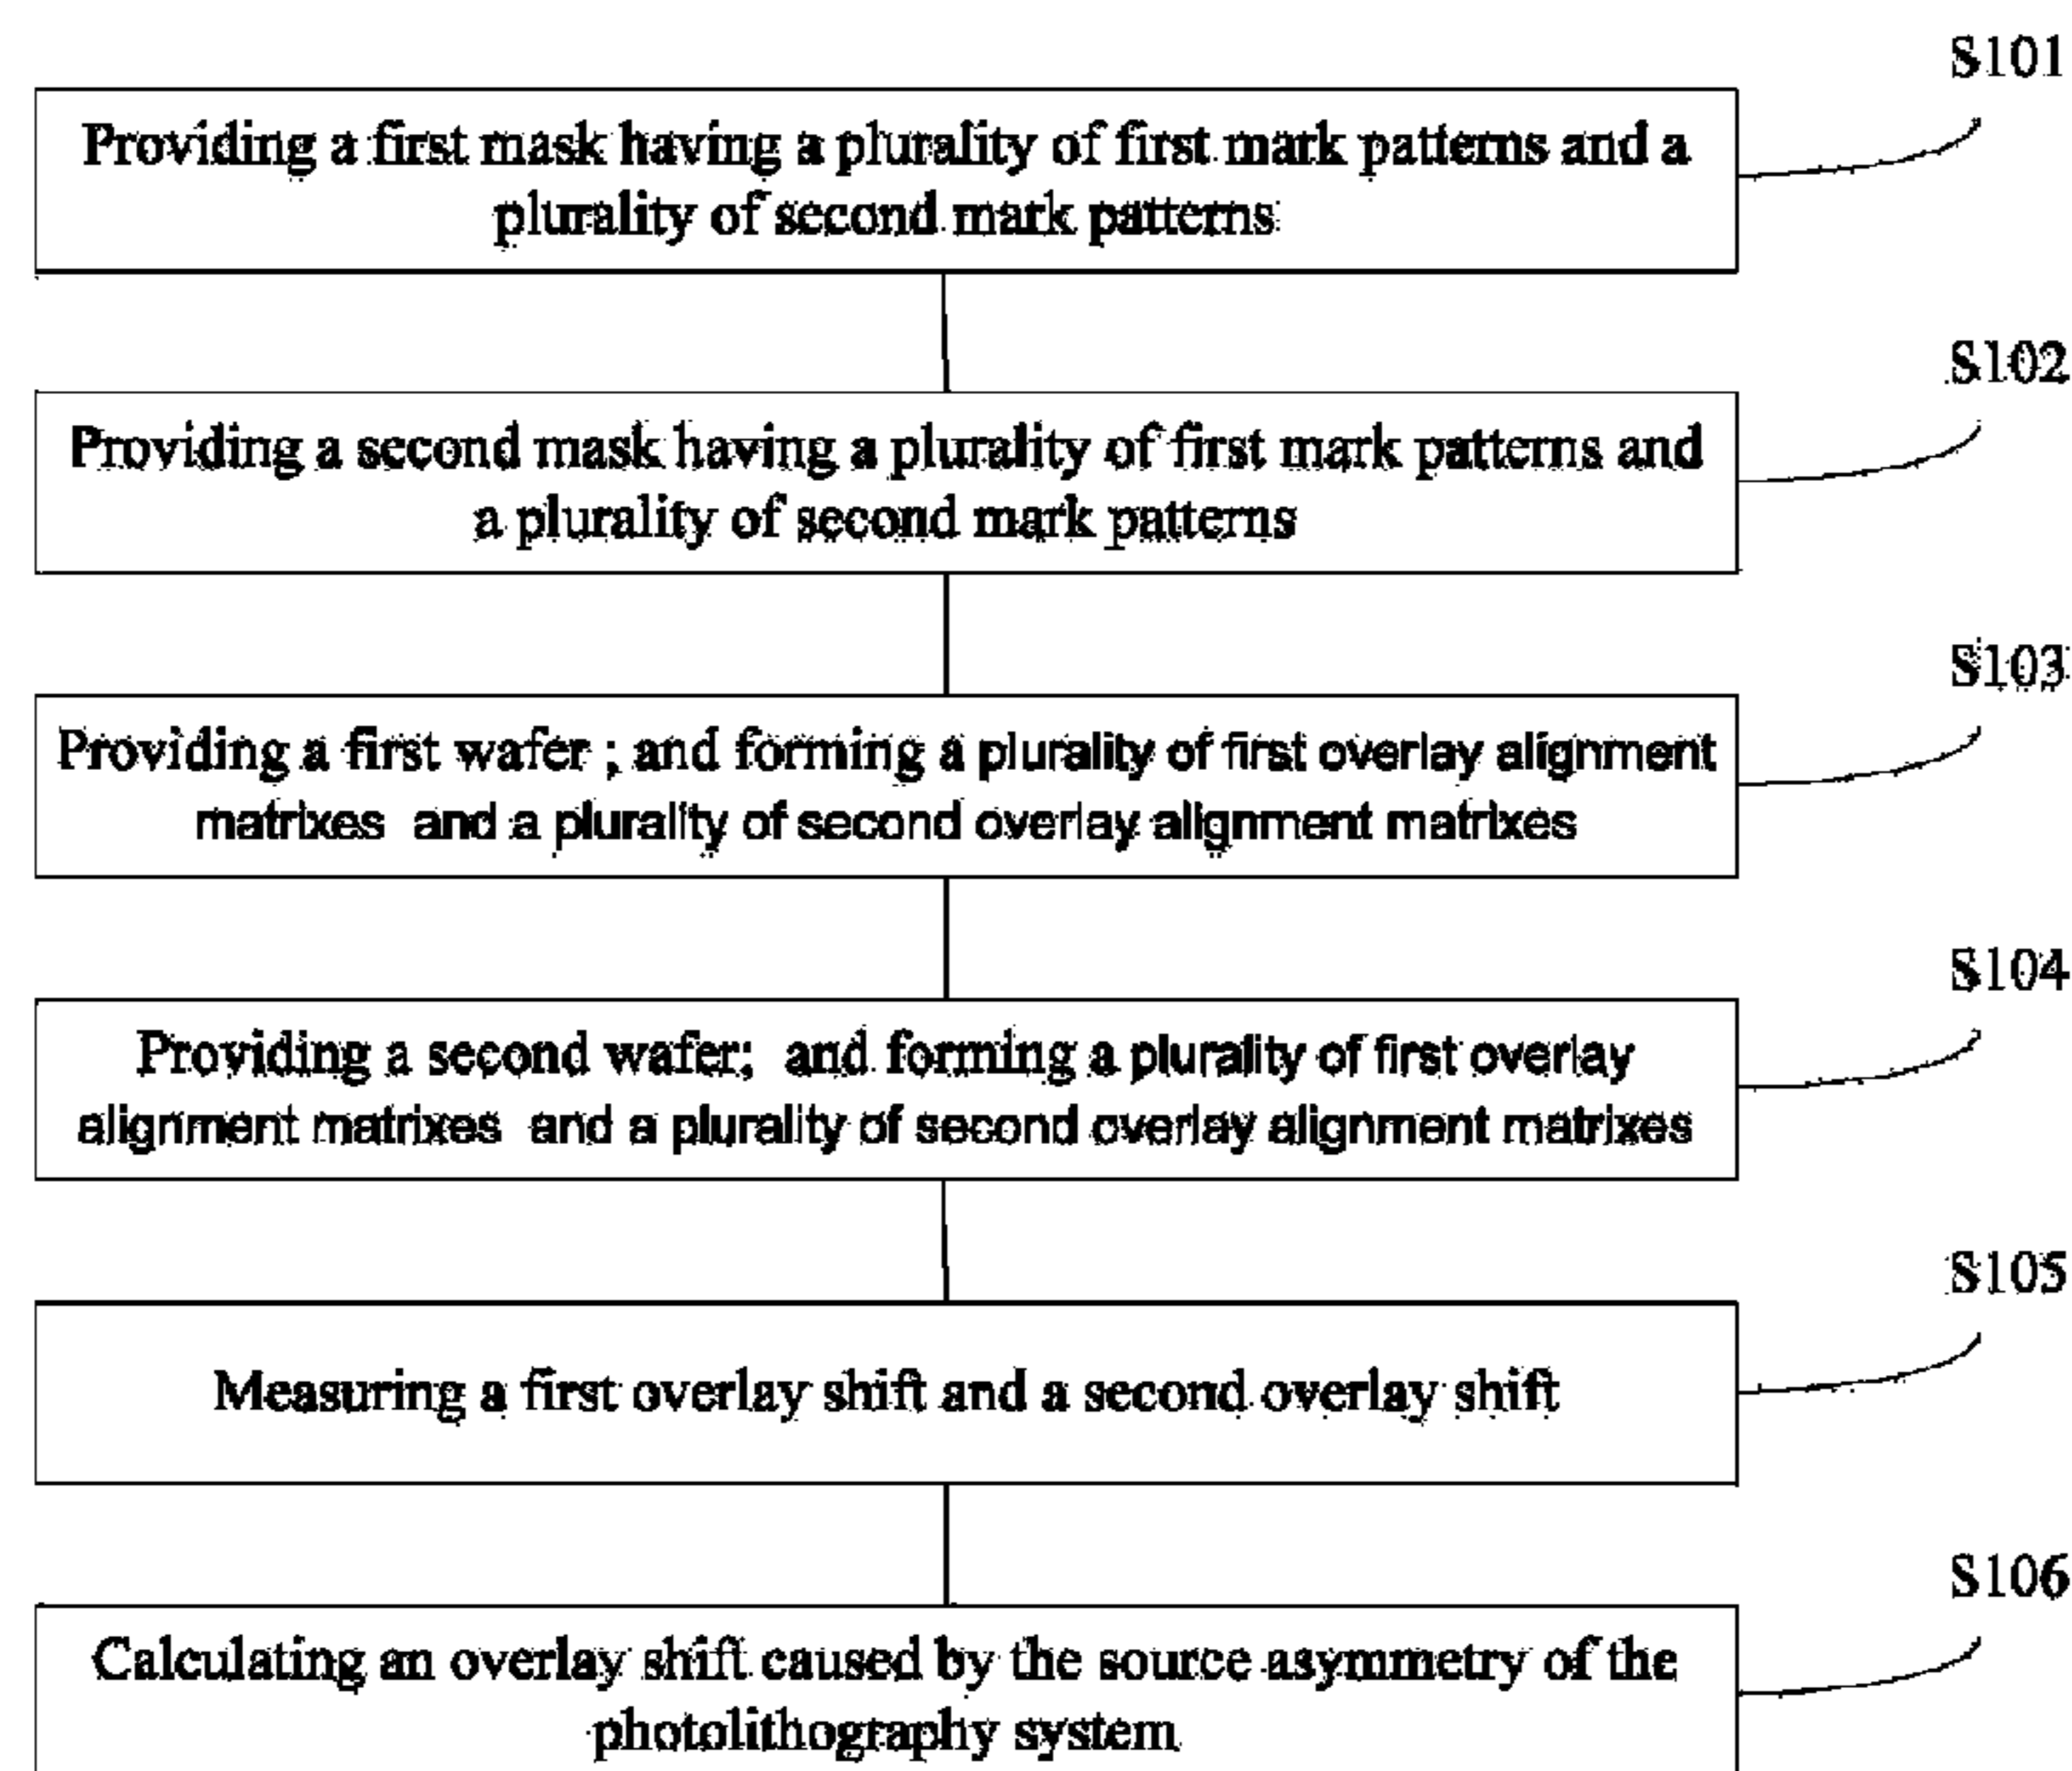 S101
Providing a first mask having a plurality of first mark patterns and a
plurality of second mark patterns
S102
Providing a second mask having a plurality of first mark patterns and
a plurality of second mark patterns
S103
Providing a first wafer ; and forming a plurality of first overlay alignment
matrixes and a plurality of second overlay alignment matrixes
S104
Providing a second wafer; and forming a plurality of first overlay
alignment matrixes and a plurality of second overlay alignment matrixes
S105
Measuring a first overlay shift and a second overlay shift
S106
Calculating an overlay shift caused by the source asymmetry of the
photolithography system